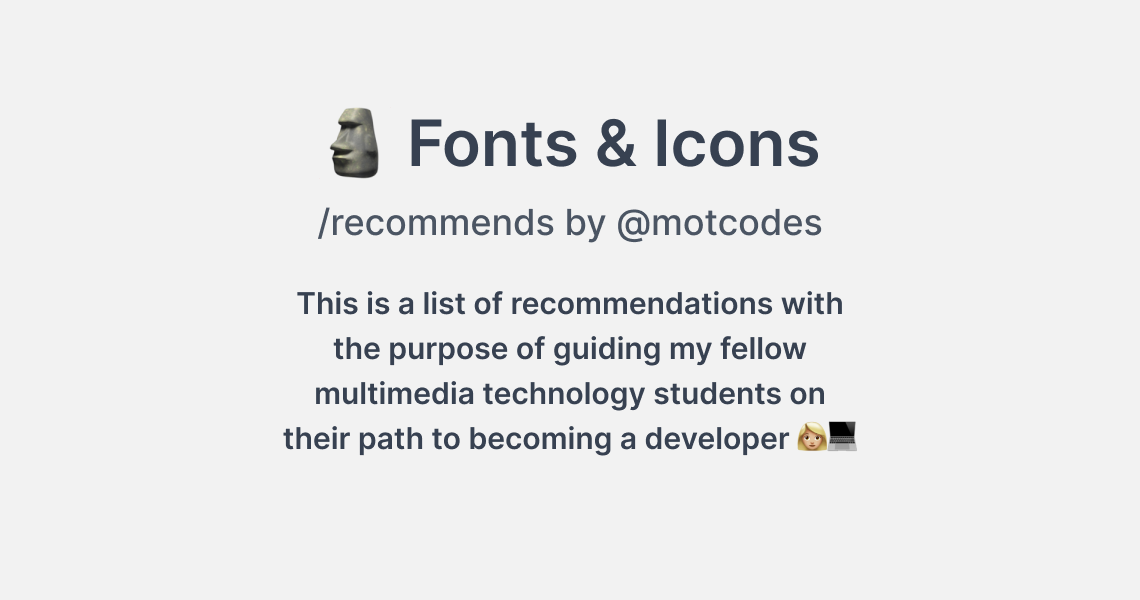 🗿 Fonts & Icons
/recommends by @motcodes
This is a list of recommendations with
the purpose of guiding my fellow
multimedia technology students on
their path to becoming a developer 👩🏼💻